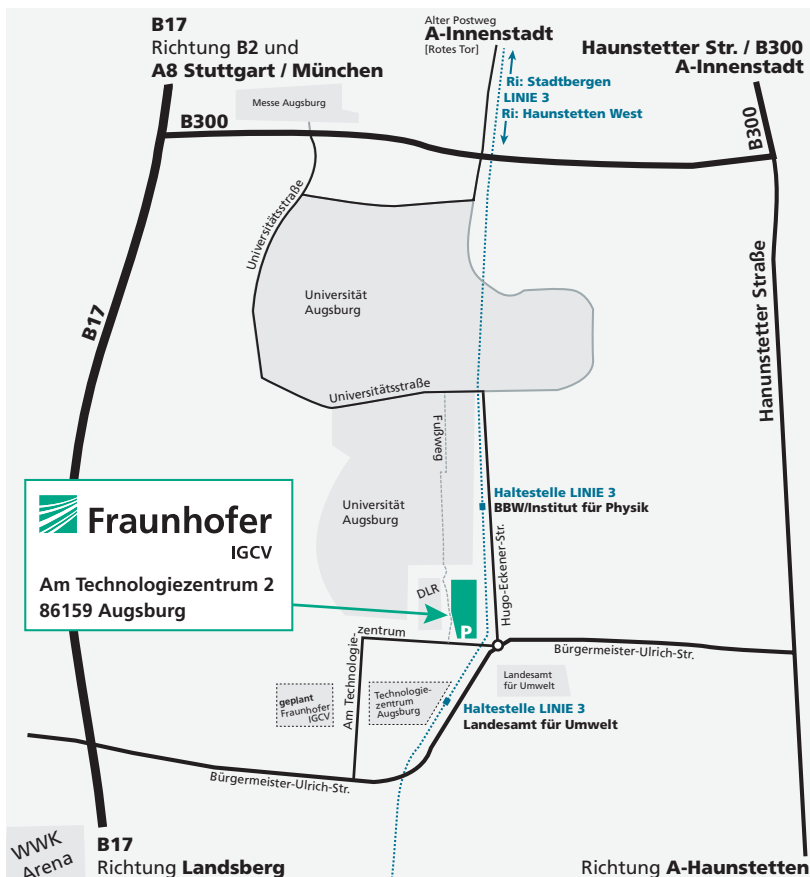 B17
Richtung B2 und
A8 Stuttgart / München
Alter Postweg
A-Innenstadt
[Rotes Tor]
Haunstetter Str. / B300
A-Innenstadt
Ri: Stadtbergen
LINIE 3
Ri: Haunstetten West
Messe Augsburg
B300
B300
Universitätsstraße
Universität
Augsburg
B17
Hanunstetter Straße
Universitätsstraße
Fußweg
Universität
Augsburg
Haltestelle LINIE 3
BBW/Institut für Physik
Hugo-Eckener-Str.
Fraunhofer
IGCV
Am Technologiezentrum 2
86159 Augsburg
DLR
P
Am Technologie-
zentrum
Bürgermeister-Ulrich-Str.
geplant
Fraunhofer
IGCV
Technologie-
zentrum
Augsburg
Landesamt
für Umwelt
Haltestelle LINIE 3
Landesamt für Umwelt
Bürgermeister-Ulrich-Str.
WWK
Arena
B17
Richtung Landsberg
Richtung A-Haunstetten